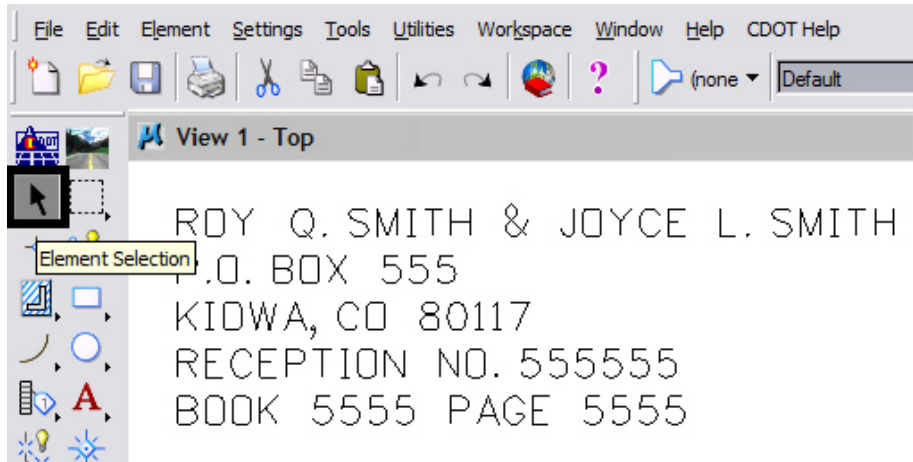 File Edit Element Settings Tools Utilities Workspace Window Help CDOT Help
? (none Default
View 1 - Top
Element Selection
ROY Q. SMITH & JOYCE L. SMITH
P.O. BOX 555
KIOWA, CO 80117
RECEPTION NO. 555555
BOOK 5555 PAGE 5555
A